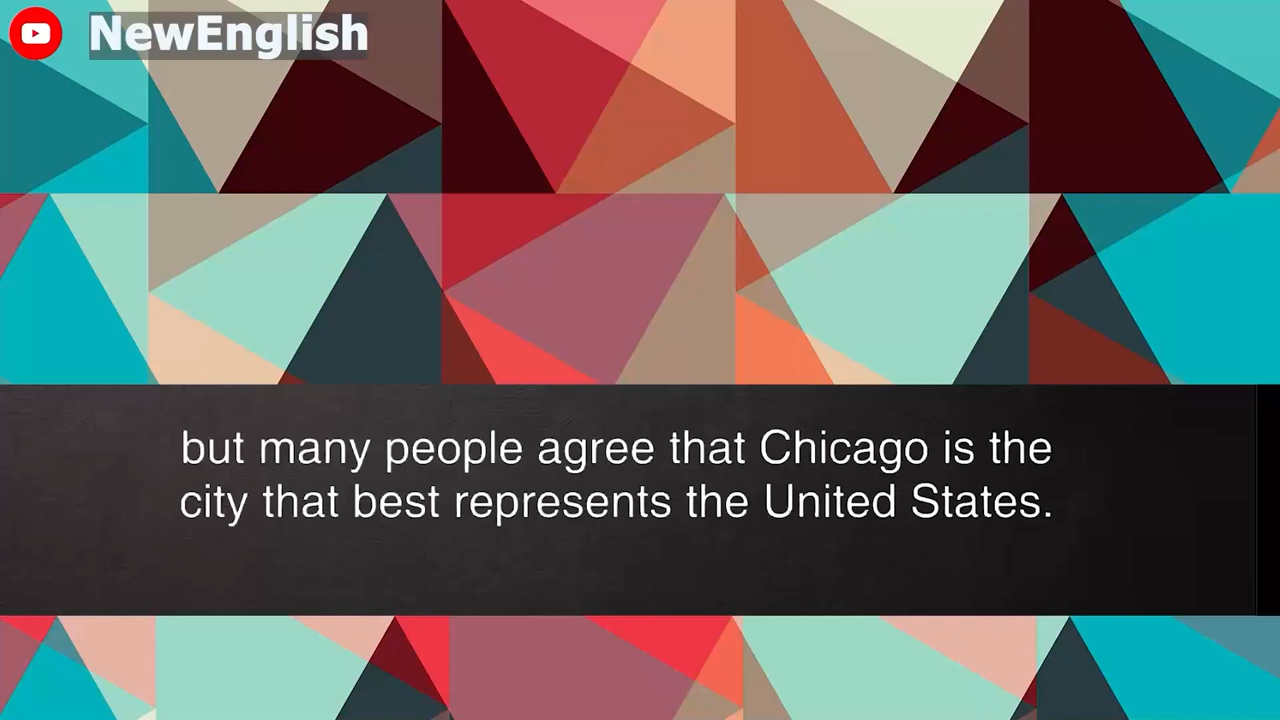 NewEnglish
but many people agree that Chicago is the
city that best represents the United States.